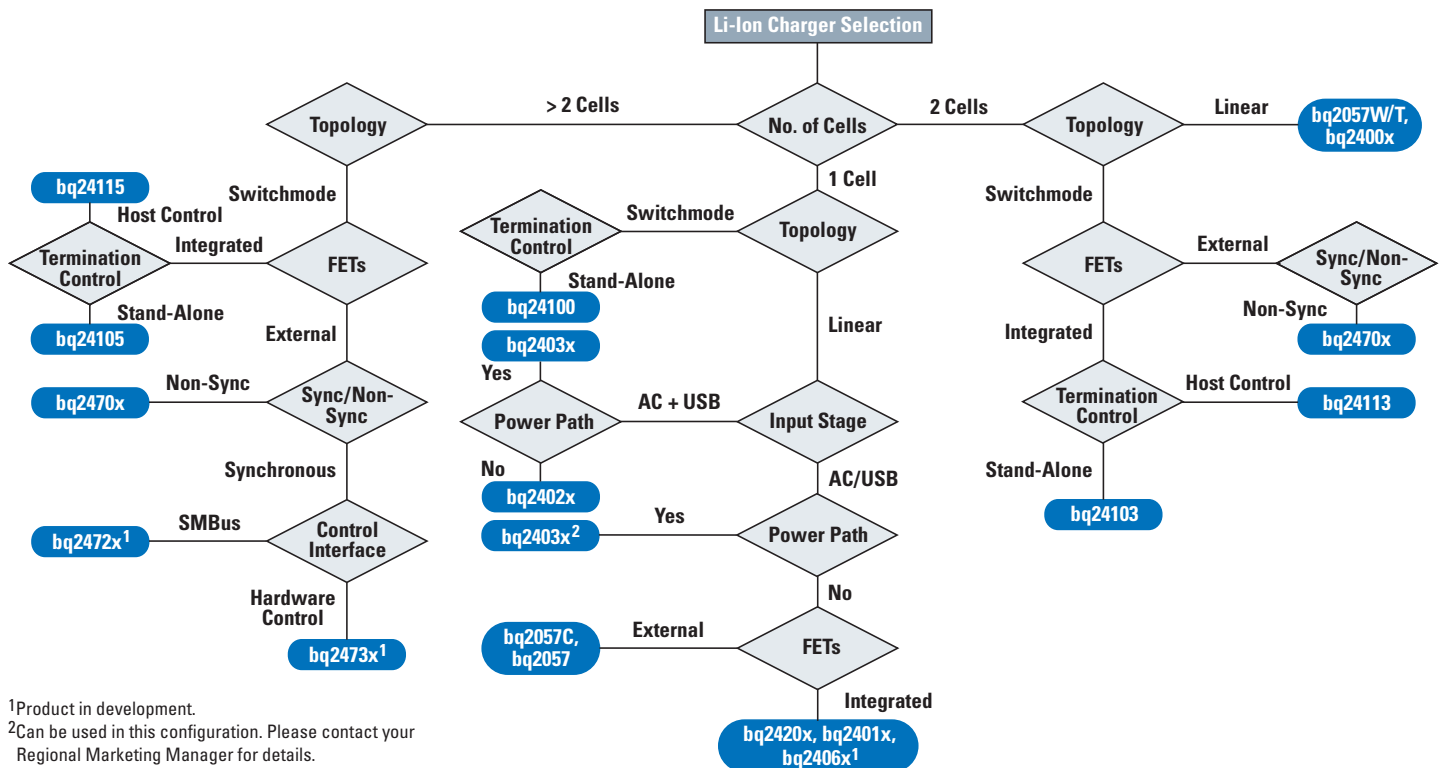 Li-Ion Charger Selection
> 2 Cells
2 Cells
Linear
Topology
No. of Cells
Topology
bq2057W/T,
bq2400x
1 Cell
bq24115
Switchmode
Host Control
Switchmode
Switchmode
Termination
Control
Integrated
FETs
Termination
Control
Topology
FETs
External
Sync/Non-
Sync
Stand-Alone
bq24105
External
Stand-Alone
bq24100
Linear
Integrated
Non-Sync
bq2470x
bq2403x
Yes
Non-Sync
bq2470x
Sync/Non-
Sync
AC + USB
Power Path
Input Stage
Termination
Control
Host Control
bq24113
No
bq2402x
AC/USB
Stand-Alone
bq24103
Synchronous
SMBus
bq2472x1
Control
Interface
Yes
bq2403x2
Power Path
No
Hardware
Control
bq2473x1
External
bq2057C,
bq2057
FETs
Integrated
bq2420x, bq2401x,
bq2406x1
1Product in development.
2Can be used in this configuration. Please contact your
Regional Marketing Manager for details.